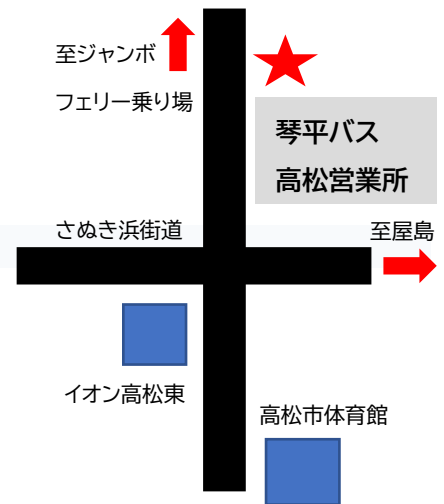 至ジャンボ
フェリー乗り場
琴平バス
高松営業所
さぬき浜街道
至屋島
イオン高松東
高松市体育館